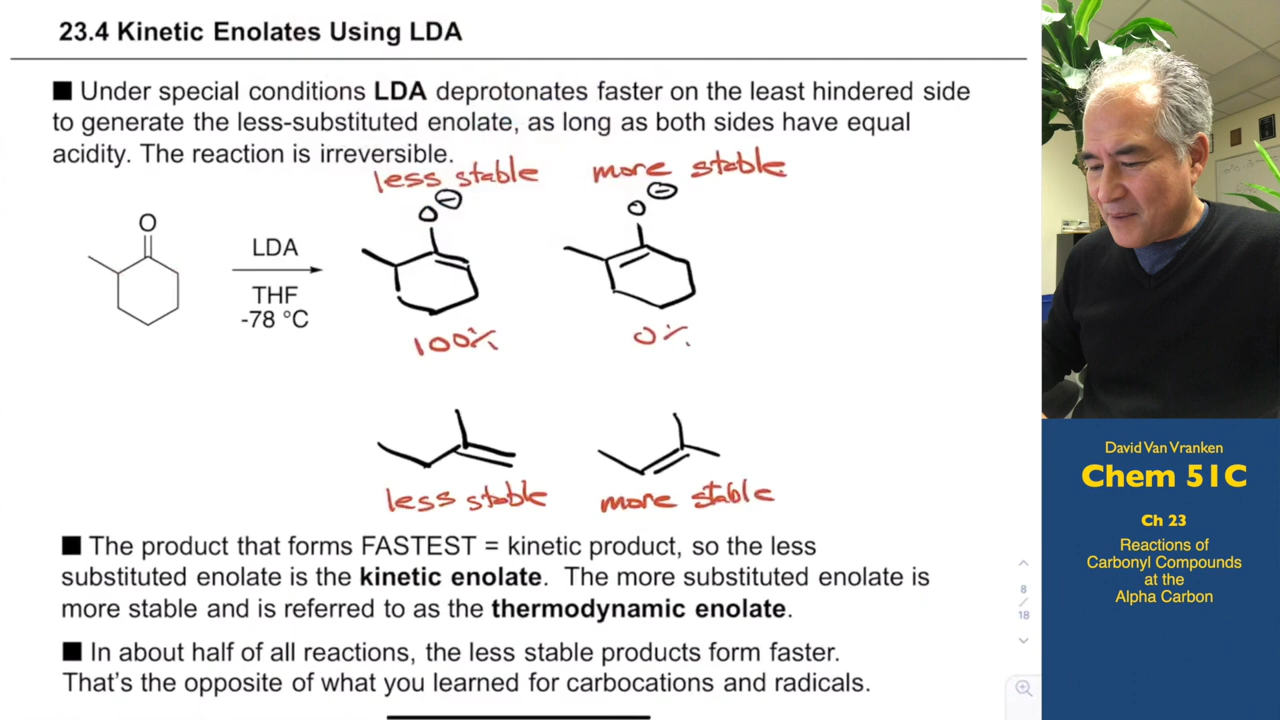 23.4 Kinetic Enolates Using LDA
■ Under special conditions LDA deprotonates faster on the least hindered side
to generate the less-substituted enolate, as long as both sides have equal
acidity. The reaction is irreversible.
less stable
more stable
O
LDA
THF
-78 °C
O⊖
O⊖
100%
0%
less stable
more stable
■ The product that forms FASTEST = kinetic product, so the less
substituted enolate is the kinetic enolate. The more substituted enolate is
more stable and is referred to as the thermodynamic enolate.
■ In about half of all reactions, the less stable products form faster.
That's the opposite of what you learned for carbocations and radicals.
8
/
18
David Van Vranken
Chem 51C
Ch 23
Reactions of
Carbonyl Compounds
at the
Alpha Carbon